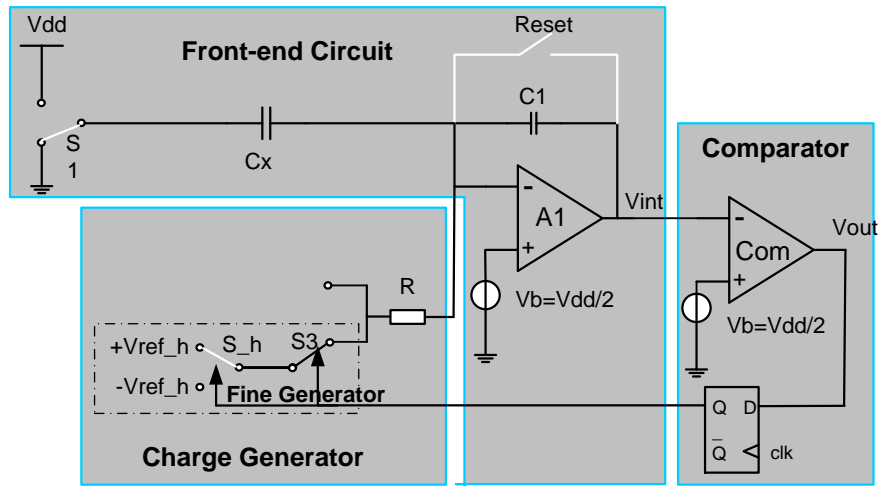 Vdd
Front-end Circuit
Reset
S
1
Cx
C1
Comparator
A1
Vint
Com
Vout
Vb=Vdd/2
Vb=Vdd/2
R
+Vref_h
S_h
S3
-Vref_h
Fine Generator
Q D
Q clk
Charge Generator